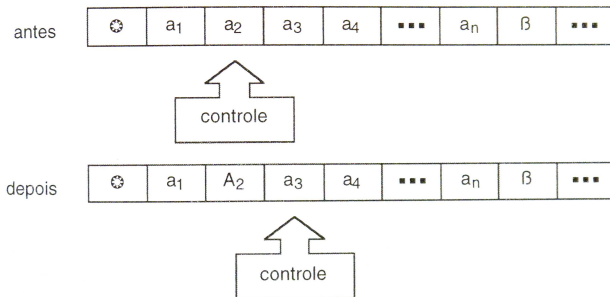 antes ⊛ a₁ a₂ a₃ a₄ ▪▪▪ aₙ ß ▪▪▪
controle
depois ⊛ a₁ A₂ a₃ a₄ ▪▪▪ aₙ ß ▪▪▪
controle